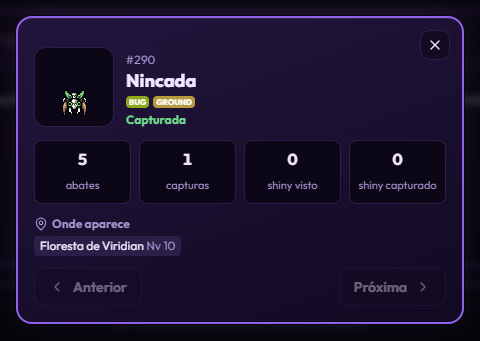 #290
Nincada
BUG GROUND
Capturada
5 1 0 0
abates capturas shiny visto shiny capturado
Onde aparece
Floresta de Viridian Nv 10
Anterior Próxima